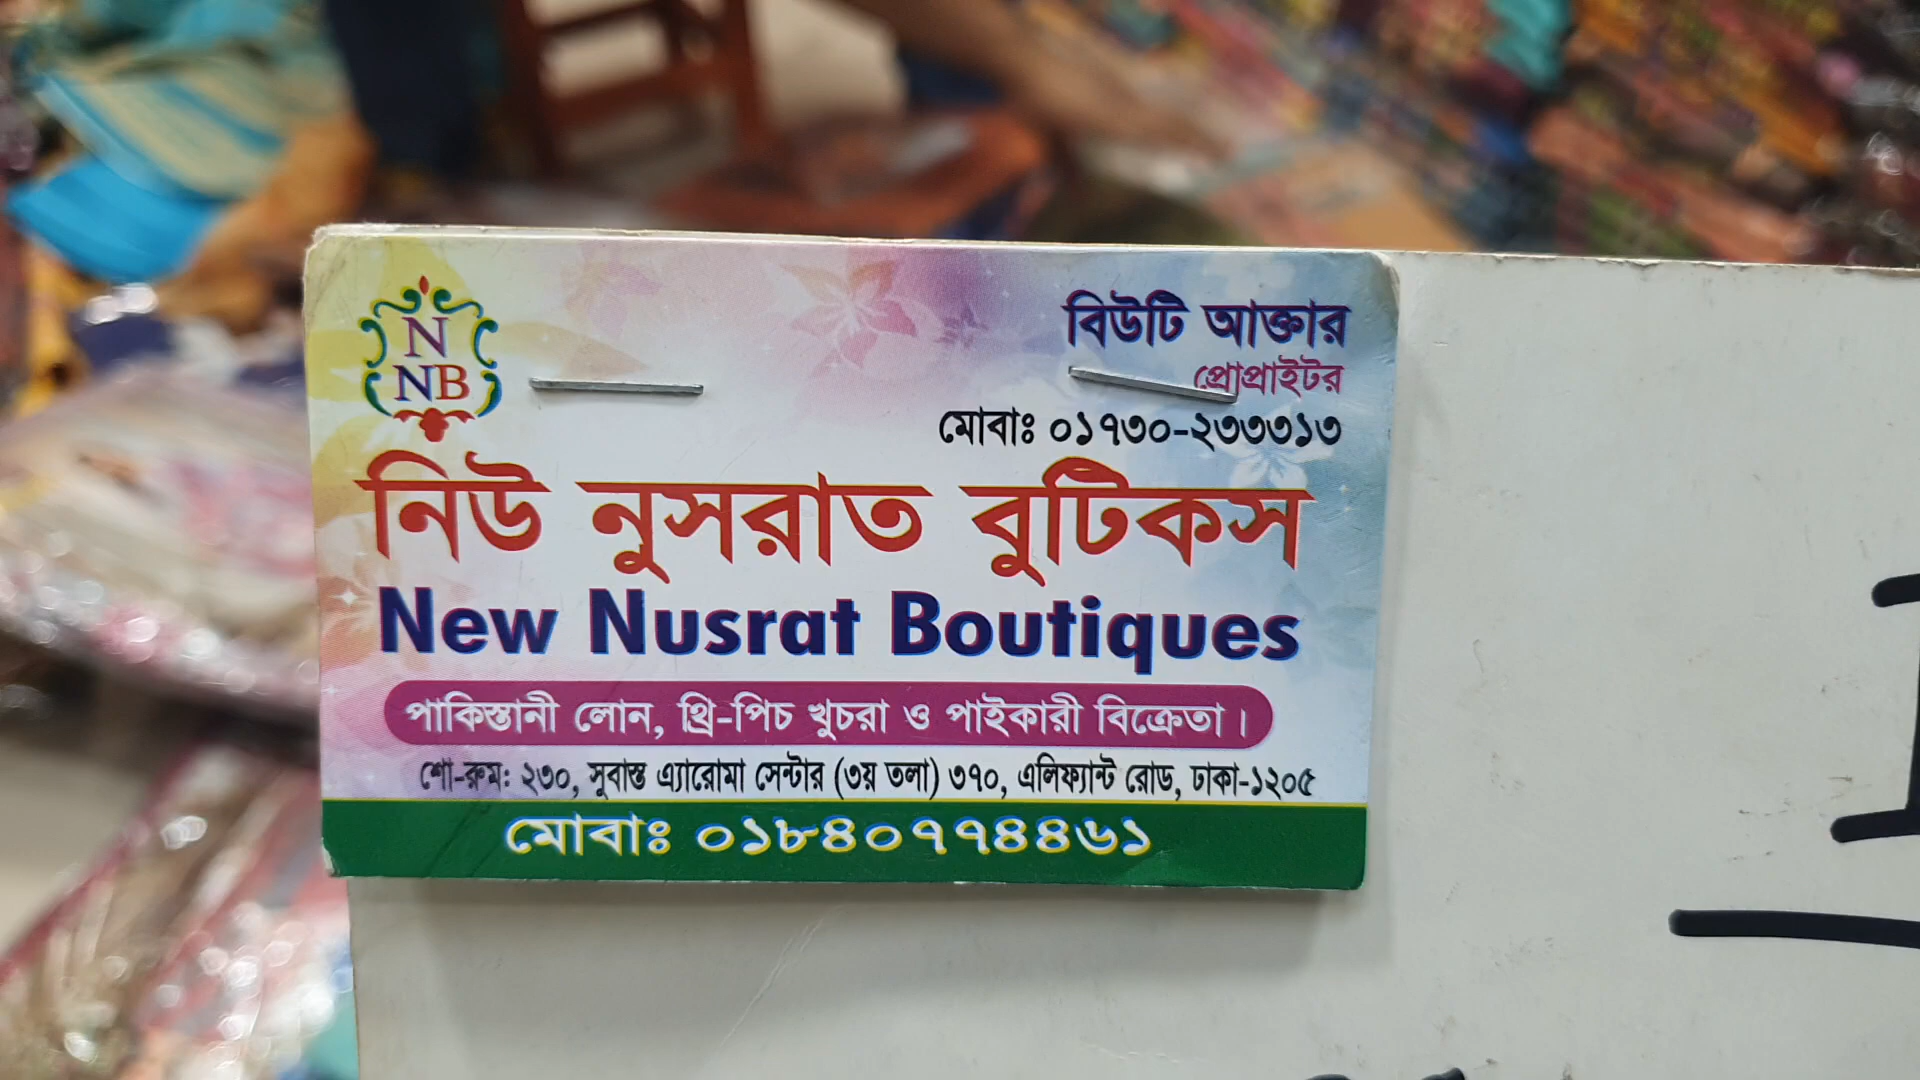 N
NB
বিউটি আক্তার
প্রোপ্রাইটর
মোবাঃ ০১৭৩০-২৩৩৩১৩
নিউ নুসরাত বুটিকস
New Nusrat Boutiques
পাকিস্তানী লোন, থ্রি-পিচ খুচরা ও পাইকারী বিক্রেতা।
শো-রুম: ২৩০, সুবাস্ত এ্যারোমা সেন্টার (৩য় তলা) ৩৭০, এলিফ্যান্ট রোড, ঢাকা-১২০৫
মোবাঃ ০১৮৪০৭৭৪৪৬১